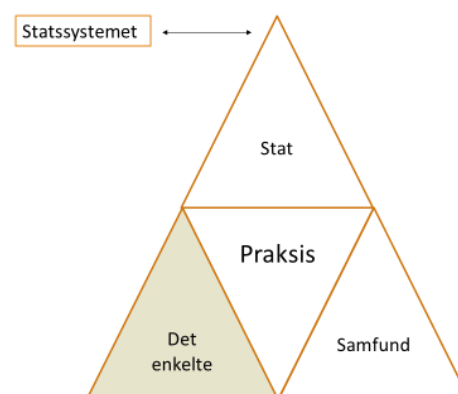 Statssystemet
Stat
Praksis
Det
enkelte
Samfund